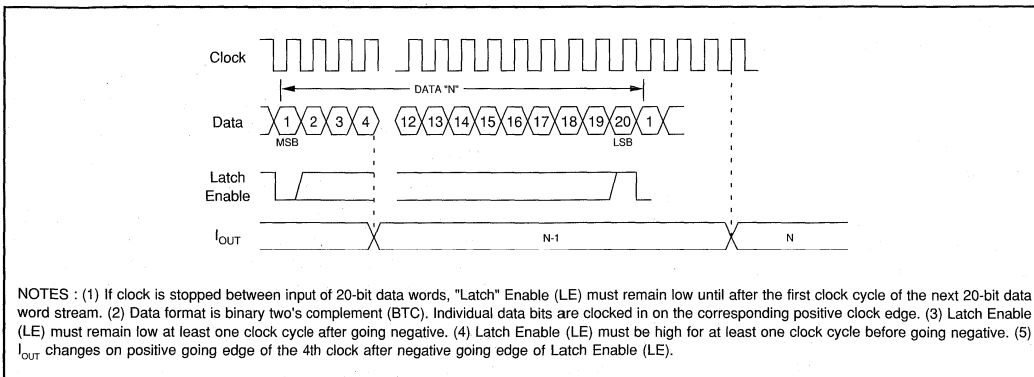 Clock
DATA "N"
Data 1 2 3 4 12 13 14 15 16 17 18 19 20 1
MSB LSB
Latch
Enable
IOUT N-1 N
NOTES : (1) If clock is stopped between input of 20-bit data words, "Latch" Enable (LE) must remain low until after the first clock cycle of the next 20-bit data
word stream. (2) Data format is binary two's complement (BTC). Individual data bits are clocked in on the corresponding positive clock edge. (3) Latch Enable
(LE) must remain low at least one clock cycle after going negative. (4) Latch Enable (LE) must be high for at least one clock cycle before going negative. (5)
IOUT changes on positive going edge of the 4th clock after negative going edge of Latch Enable (LE).